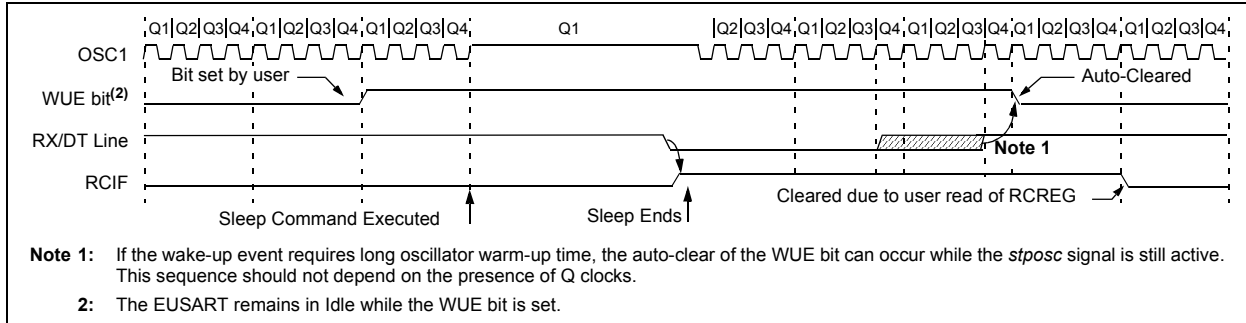 Q1 Q2 Q3 Q4 Q1 Q2 Q3 Q4 Q1 Q2 Q3 Q4 Q1 Q2 Q3 Q4 Q1 Q2 Q3 Q4 Q1 Q2 Q3 Q4 Q1 Q2 Q3 Q4 Q1 Q2 Q3 Q4
OSC1
Bit set by user
Auto-Cleared
WUE bit(2)
RX/DT Line
Note 1
RCIF
Cleared due to user read of RCREG
Sleep Command Executed
Sleep Ends
Note 1: If the wake-up event requires long oscillator warm-up time, the auto-clear of the WUE bit can occur while the stposc signal is still active.
This sequence should not depend on the presence of Q clocks.
2: The EUSART remains in Idle while the WUE bit is set.